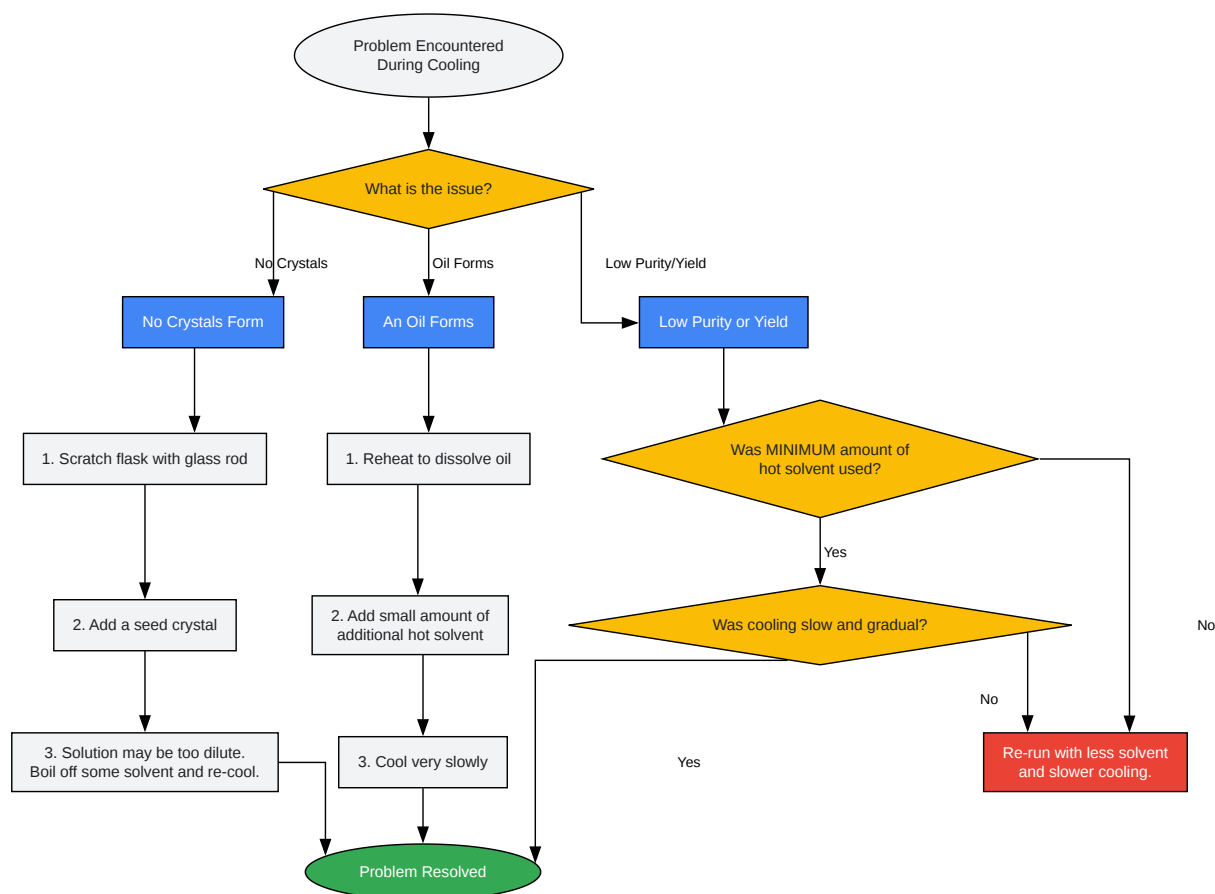 Problem Encountered
During Cooling
What is the issue?
No Crystals
Oil Forms
Low Purity/Yield
No Crystals Form
An Oil Forms
Low Purity or Yield
Was MINIMUM amount of
hot solvent used?
1. Scratch flask with glass rod
1. Reheat to dissolve oil
Yes
2. Add a seed crystal
2. Add small amount of
additional hot solvent
Was cooling slow and gradual?
No
No
3. Solution may be too dilute.
Boil off some solvent and re-cool.
3. Cool very slowly
Yes
Re-run with less solvent
and slower cooling.
Problem Resolved